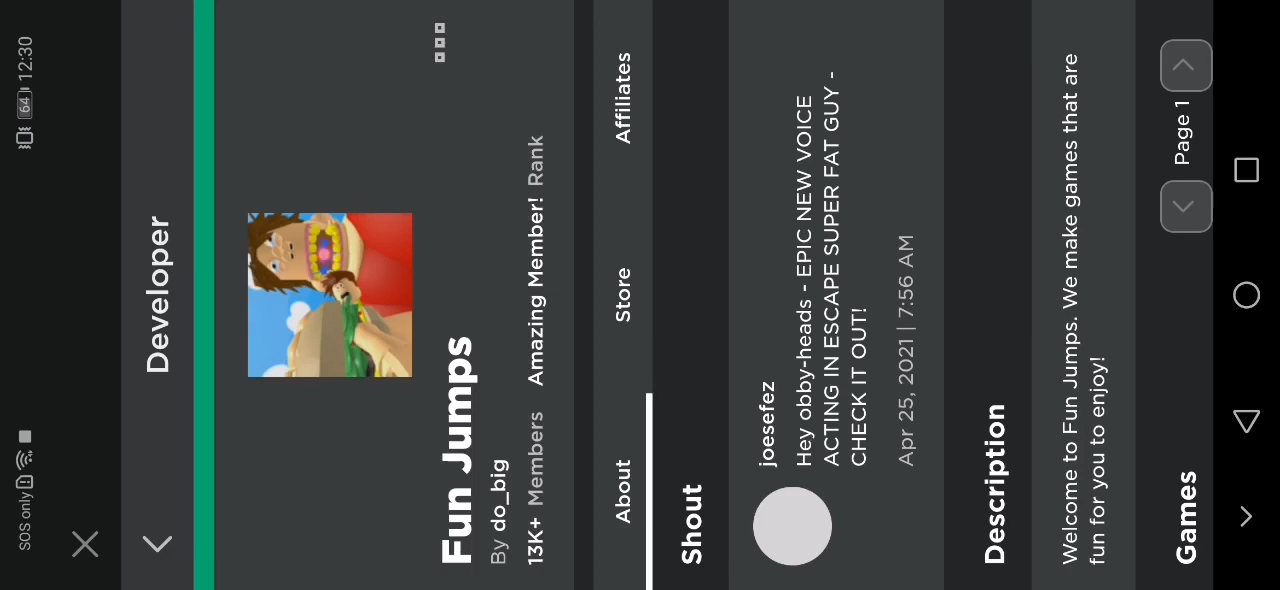 SOS only 64 12:30
Developer
Fun Jumps
By do_big
13K+ Members Amazing Member! Rank
About Store Affiliates
Shout
joesefez
Hey obby-heads - EPIC NEW VOICE
ACTING IN ESCAPE SUPER FAT GUY -
CHECK IT OUT!
Apr 25, 2021 | 7:56 AM
Description
Welcome to Fun Jumps. We make games that are
fun for you to enjoy!
Games Page 1